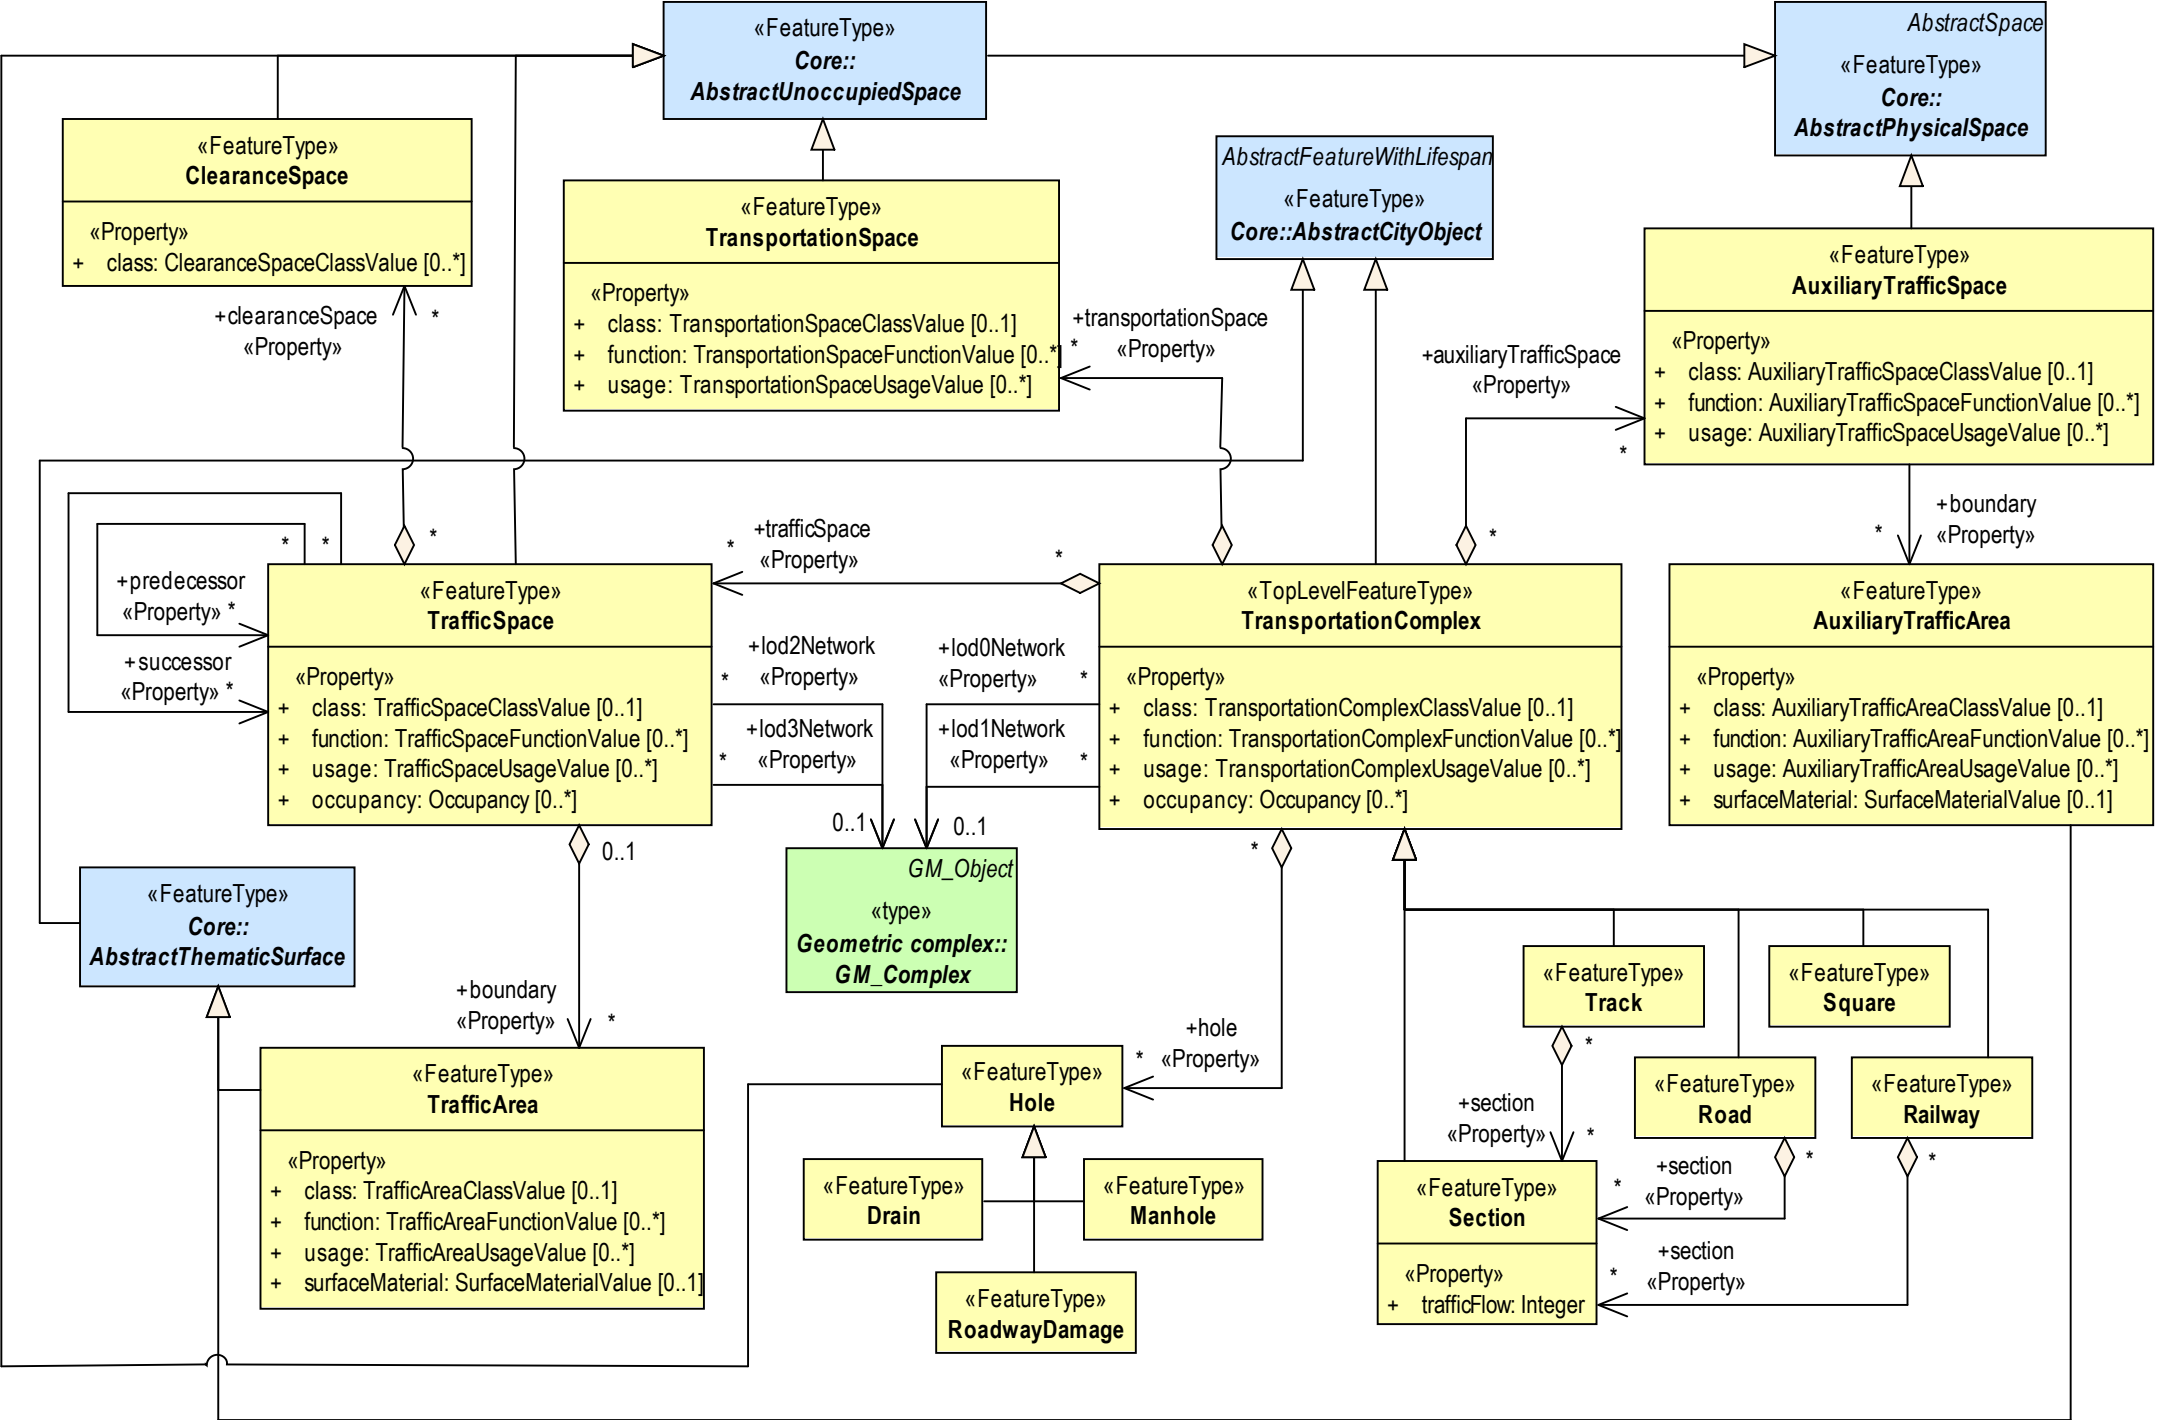 «FeatureType»
Core::
AbstractUnoccupiedSpace
AbstractSpace
«FeatureType»
Core::
AbstractPhysicalSpace
«FeatureType»
ClearanceSpace
«Property»
+ class: ClearanceSpaceClassValue [0..*]
«FeatureType»
TransportationSpace
«Property»
+ class: TransportationSpaceClassValue [0..1]
+ function: TransportationSpaceFunctionValue [0..*]
+ usage: TransportationSpaceUsageValue [0..*]
AbstractFeatureWithLifespan
«FeatureType»
Core::AbstractCityObject
«FeatureType»
AuxiliaryTrafficSpace
«Property»
+ class: AuxiliaryTrafficSpaceClassValue [0..1]
+ function: AuxiliaryTrafficSpaceFunctionValue [0..*]
+ usage: AuxiliaryTrafficSpaceUsageValue [0..*]
+clearanceSpace *
«Property»
*
+transportationSpace
* «Property»
+auxiliaryTrafficSpace
«Property»
*
*
+boundary
* «Property»
+trafficSpace
* «Property» *
* *
+predecessor
«Property» *
+successor
«Property» *
«FeatureType»
TrafficSpace
«Property»
+ class: TrafficSpaceClassValue [0..1]
+ function: TrafficSpaceFunctionValue [0..*]
+ usage: TrafficSpaceUsageValue [0..*]
+ occupancy: Occupancy [0..*]
+lod2Network
* «Property»
+lod3Network
* «Property»
0..1
+lod0Network
«Property» *
+lod1Network
«Property» *
0..1
«TopLevelFeatureType»
TransportationComplex
«Property»
+ class: TransportationComplexClassValue [0..1]
+ function: TransportationComplexFunctionValue [0..*]
+ usage: TransportationComplexUsageValue [0..*]
+ occupancy: Occupancy [0..*]
«FeatureType»
AuxiliaryTrafficArea
«Property»
+ class: AuxiliaryTrafficAreaClassValue [0..1]
+ function: AuxiliaryTrafficAreaFunctionValue [0..*]
+ usage: AuxiliaryTrafficAreaUsageValue [0..*]
+ surfaceMaterial: SurfaceMaterialValue [0..1]
«FeatureType»
Core::
AbstractThematicSurface
0..1
+boundary
«Property» *
GM_Object
«type»
Geometric complex::
GM_Complex
*
+hole
* «Property»
«FeatureType»
TrafficArea
«Property»
+ class: TrafficAreaClassValue [0..1]
+ function: TrafficAreaFunctionValue [0..*]
+ usage: TrafficAreaUsageValue [0..*]
+ surfaceMaterial: SurfaceMaterialValue [0..1]
«FeatureType»
Hole
«FeatureType»
Drain
«FeatureType»
Manhole
«FeatureType»
RoadwayDamage
«FeatureType»
Track
«FeatureType»
Square
«FeatureType»
Road
«FeatureType»
Railway
*
+section
«Property» *
*
+section
* «Property»
*
+section
* «Property»
«FeatureType»
Section
«Property»
+ trafficFlow: Integer